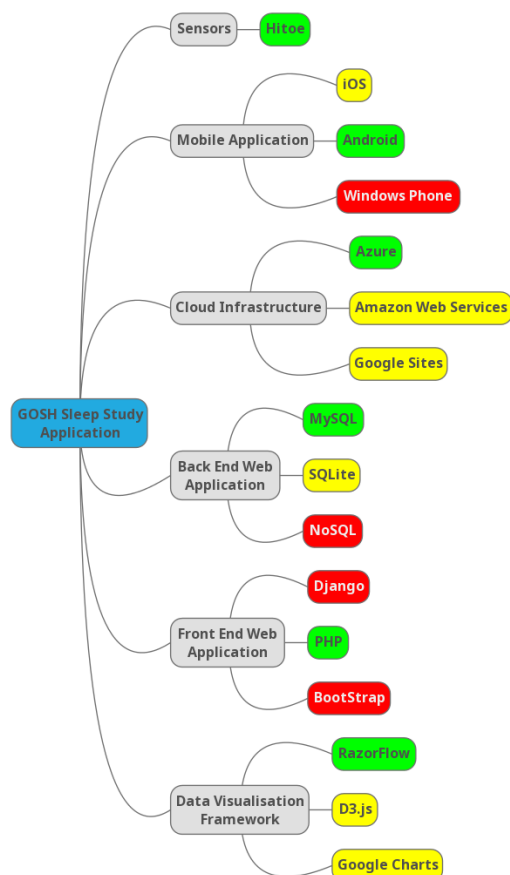 Sensors
Hitoe
iOS
Mobile Application
Android
Windows Phone
Azure
Cloud Infrastructure
Amazon Web Services
Google Sites
GOSH Sleep Study
Application
MySQL
Back End Web
Application
SQLite
NoSQL
Django
Front End Web
Application
PHP
BootStrap
RazorFlow
Data Visualisation
Framework
D3.js
Google Charts